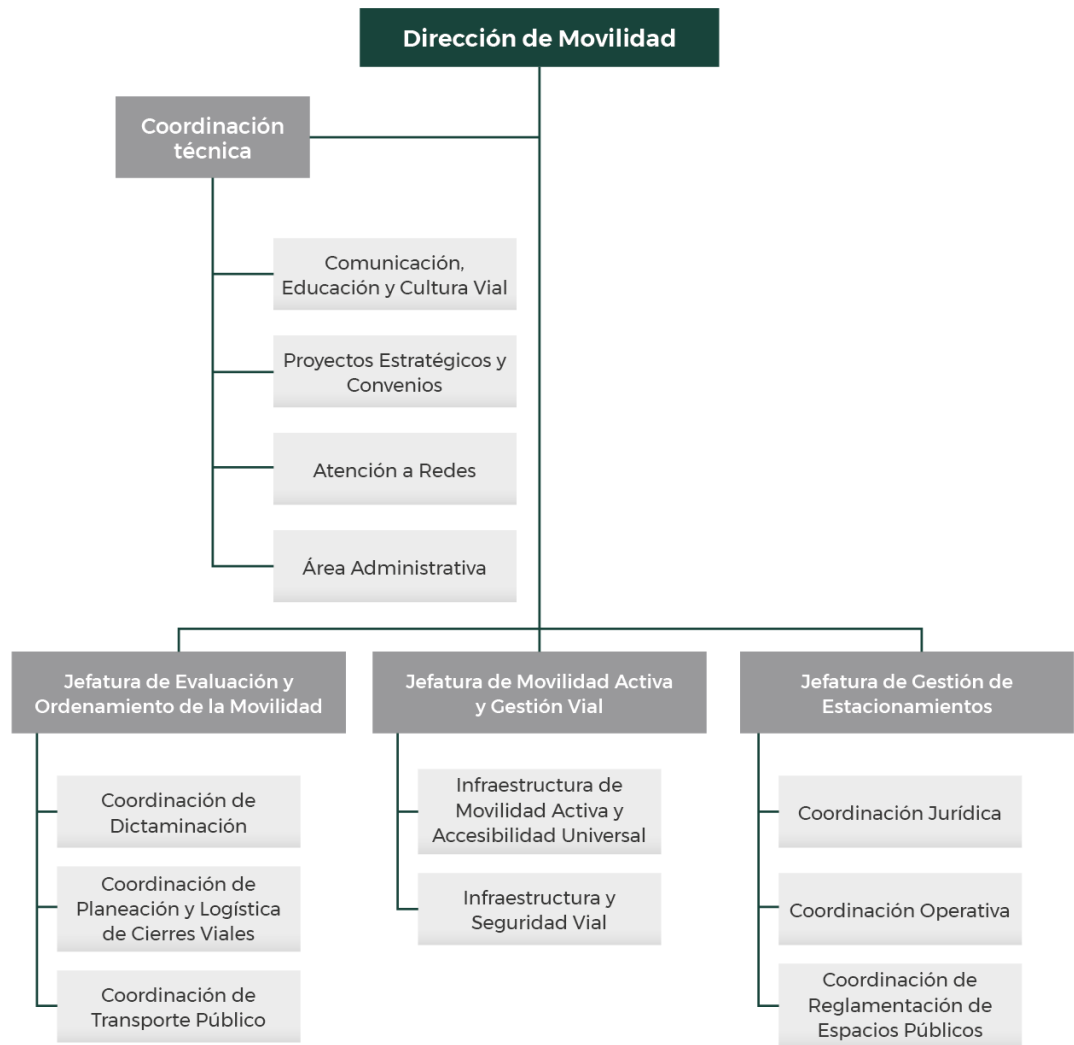 Dirección de Movilidad
Coordinación
técnica
Comunicación,
Educación y Cultura Vial
Proyectos Estratégicos y
Convenios
Atención a Redes
Área Administrativa
Jefatura de Evaluación y
Ordenamiento de la Movilidad
Coordinación de
Dictaminación
Coordinación de
Planeación y Logística
de Cierres Viales
Coordinación de
Transporte Público
Jefatura de Movilidad Activa
y Gestión Vial
Infraestructura de
Movilidad Activa y
Accesibilidad Universal
Infraestructura y
Seguridad Vial
Jefatura de Gestión de
Estacionamientos
Coordinación Jurídica
Coordinación Operativa
Coordinación de
Reglamentación de
Espacios Públicos